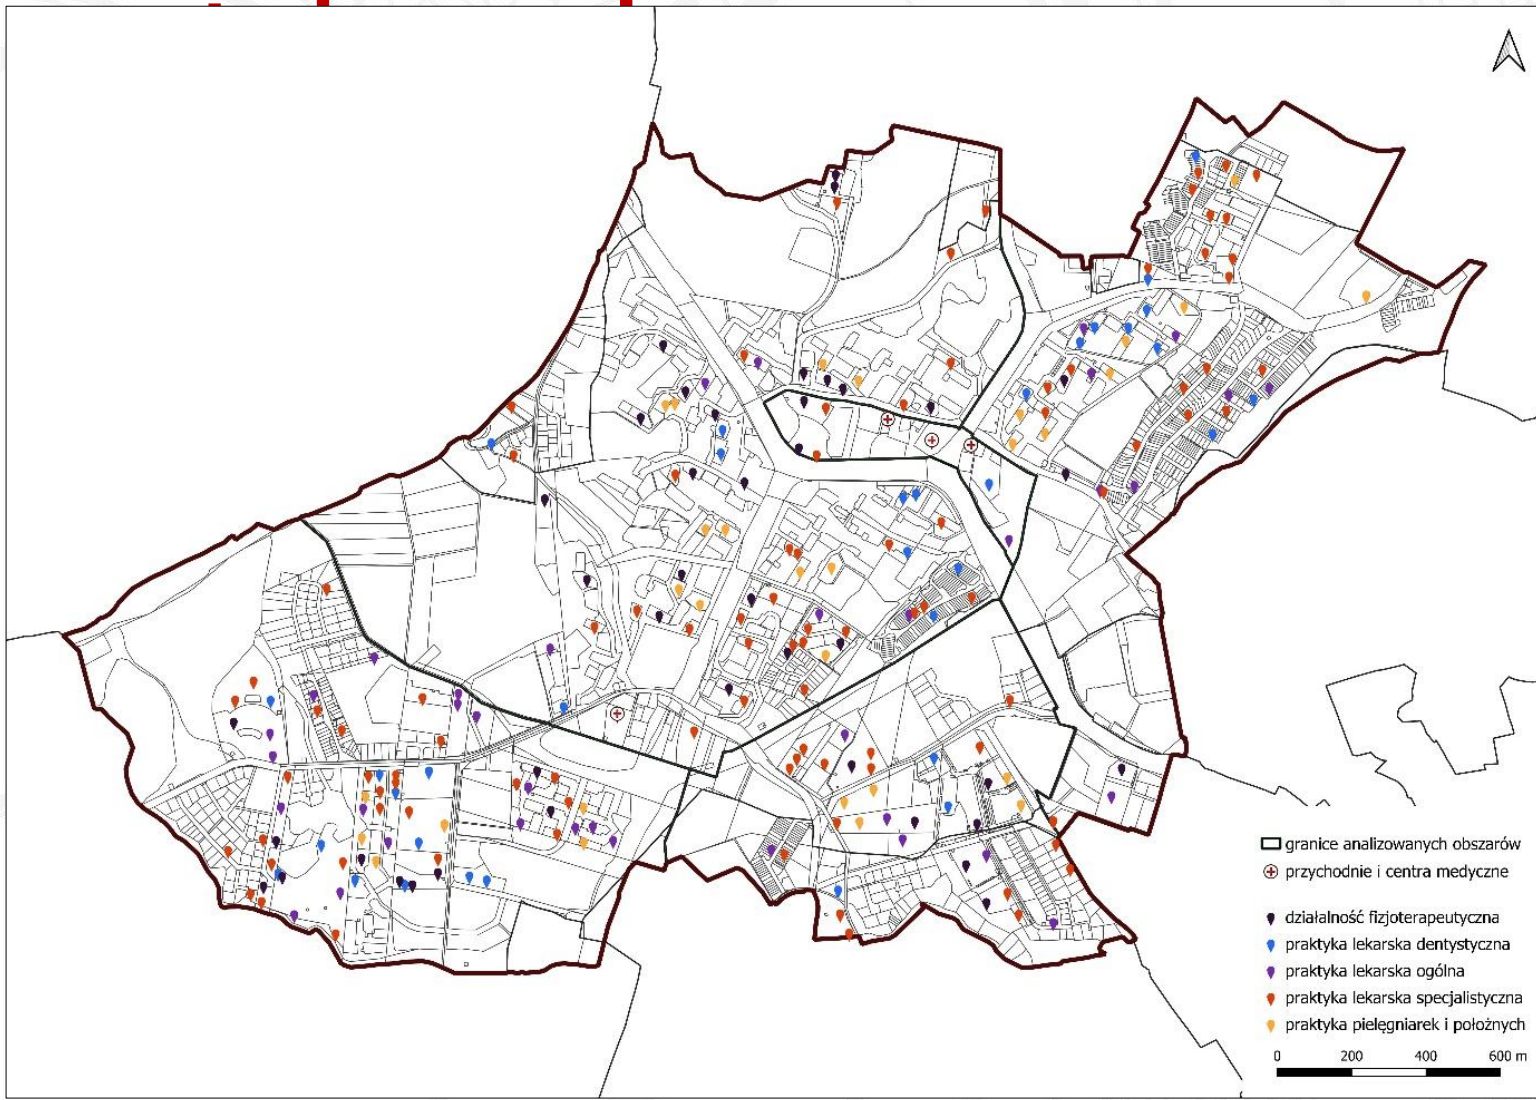 granice analizowanych obszarów
przychodnie i centra medyczne
działalność fizjoterapeutyczna
praktyka lekarska dentystyczna
praktyka lekarska ogólna
praktyka lekarska specjalistyczna
praktyka pielęgniarek i położnych
0 200 400 600 m